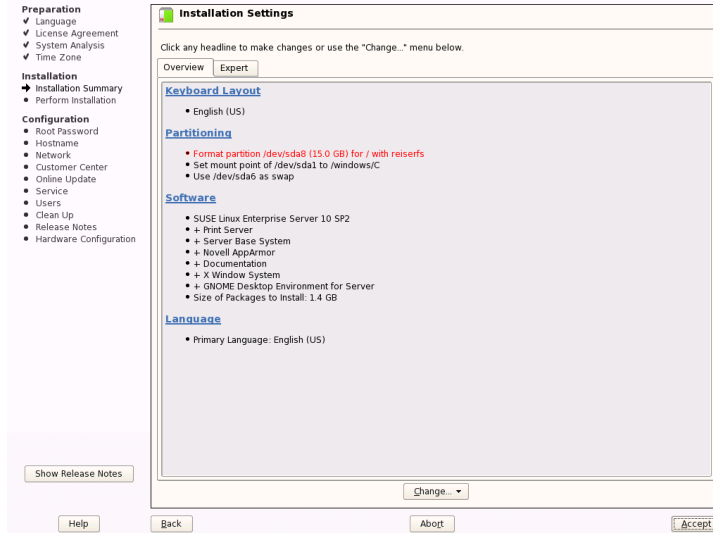 Preparation
Language
License Agreement
System Analysis
Time Zone
Installation
Installation Summary
Perform Installation
Configuration
Root Password
Hostname
Network
Customer Center
Online Update
Service
Users
Clean Up
Release Notes
Hardware Configuration
Show Release Notes
Help
Installation Settings
Click any headline to make changes or use the "Change..." menu below.
Overview Expert
Keyboard Layout
• English (US)
Partitioning
• Format partition /dev/sda8 (15.0 GB) for / with reiserfs
• Set mount point of /dev/sda1 to /windows/C
• Use /dev/sda6 as swap
Software
• SUSE Linux Enterprise Server 10 SP2
• + Print Server
• + Server Base System
• + Novell AppArmor
• + Documentation
• + X Window System
• + GNOME Desktop Environment for Server
• Size of Packages to Install: 1.4 GB
Language
• Primary Language: English (US)
Change...
Back Abort Accept